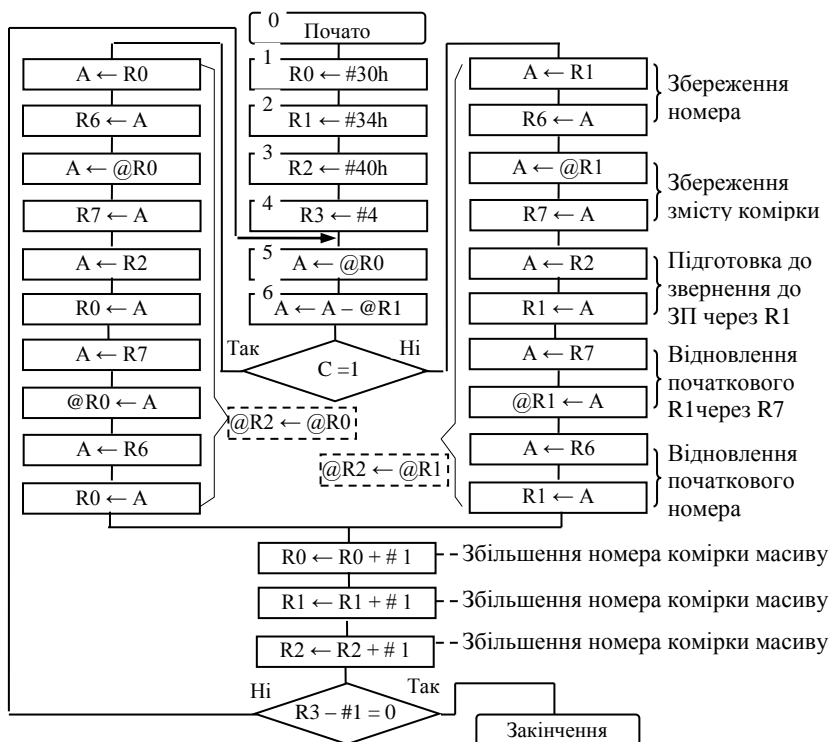 0
Почато
1
R0 ← #30h
2
R1 ← #34h
3
R2 ← #40h
4
R3 ← #4
5
A ← @R0
6
A ← A – @R1
Так
Ні
C =1
A ← R0
R6 ← A
A ← @R0
R7 ← A
A ← R2
R0 ← A
A ← R7
@R0 ← A
A ← R6
R0 ← A
@R2 ← @R0
A ← R1
R6 ← A
A ← @R1
R7 ← A
A ← R2
R1 ← A
A ← R7
@R1 ← A
A ← R6
R1 ← A
@R2 ← @R1
Збереження
номера
Збереження
змісту комірки
Підготовка до
звернення до
ЗП через R1
Відновлення
початкового
R1через R7
Відновлення
початкового
номера
R0 ← R0 + # 1
Збільшення номера комірки масиву
R1 ← R1 + # 1
Збільшення номера комірки масиву
R2 ← R2 + # 1
Збільшення номера комірки масиву
Ні
Так
R3 – #1 = 0
Закінчення